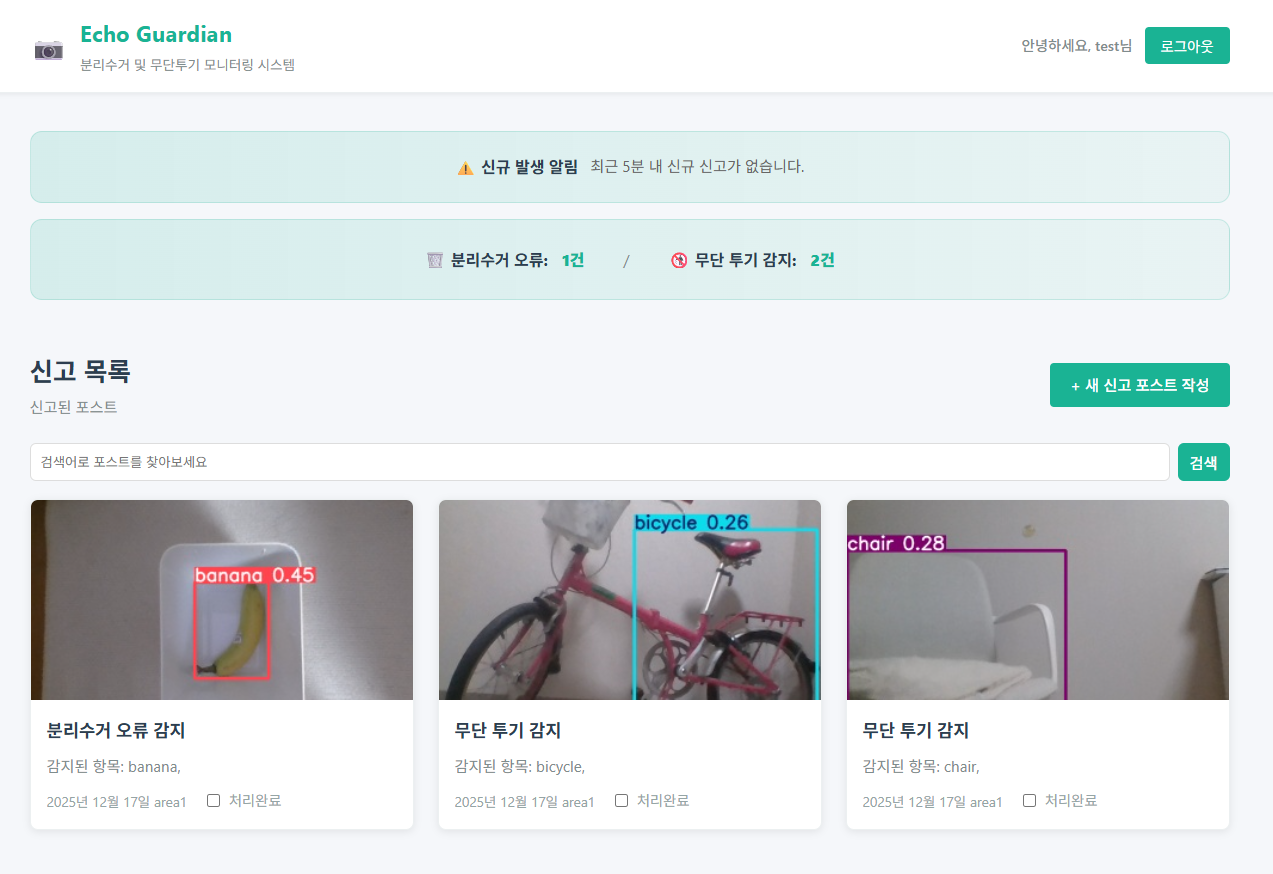 Echo Guardian
분리수거 및 무단투기 모니터링 시스템
안녕하세요, test님
로그아웃
신규 발생 알림 최근 5분 내 신규 신고가 없습니다.
분리수거 오류: 1건 / 무단 투기 감지: 2건
신고 목록
신고된 포스트
+ 새 신고 포스트 작성
검색어로 포스트를 찾아보세요
검색
banana 0.45
bicycle 0.26
chair 0.28
분리수거 오류 감지
감지된 항목: banana,
2025년 12월 17일 area1 처리완료
무단 투기 감지
감지된 항목: bicycle,
2025년 12월 17일 area1 처리완료
무단 투기 감지
감지된 항목: chair,
2025년 12월 17일 area1 처리완료